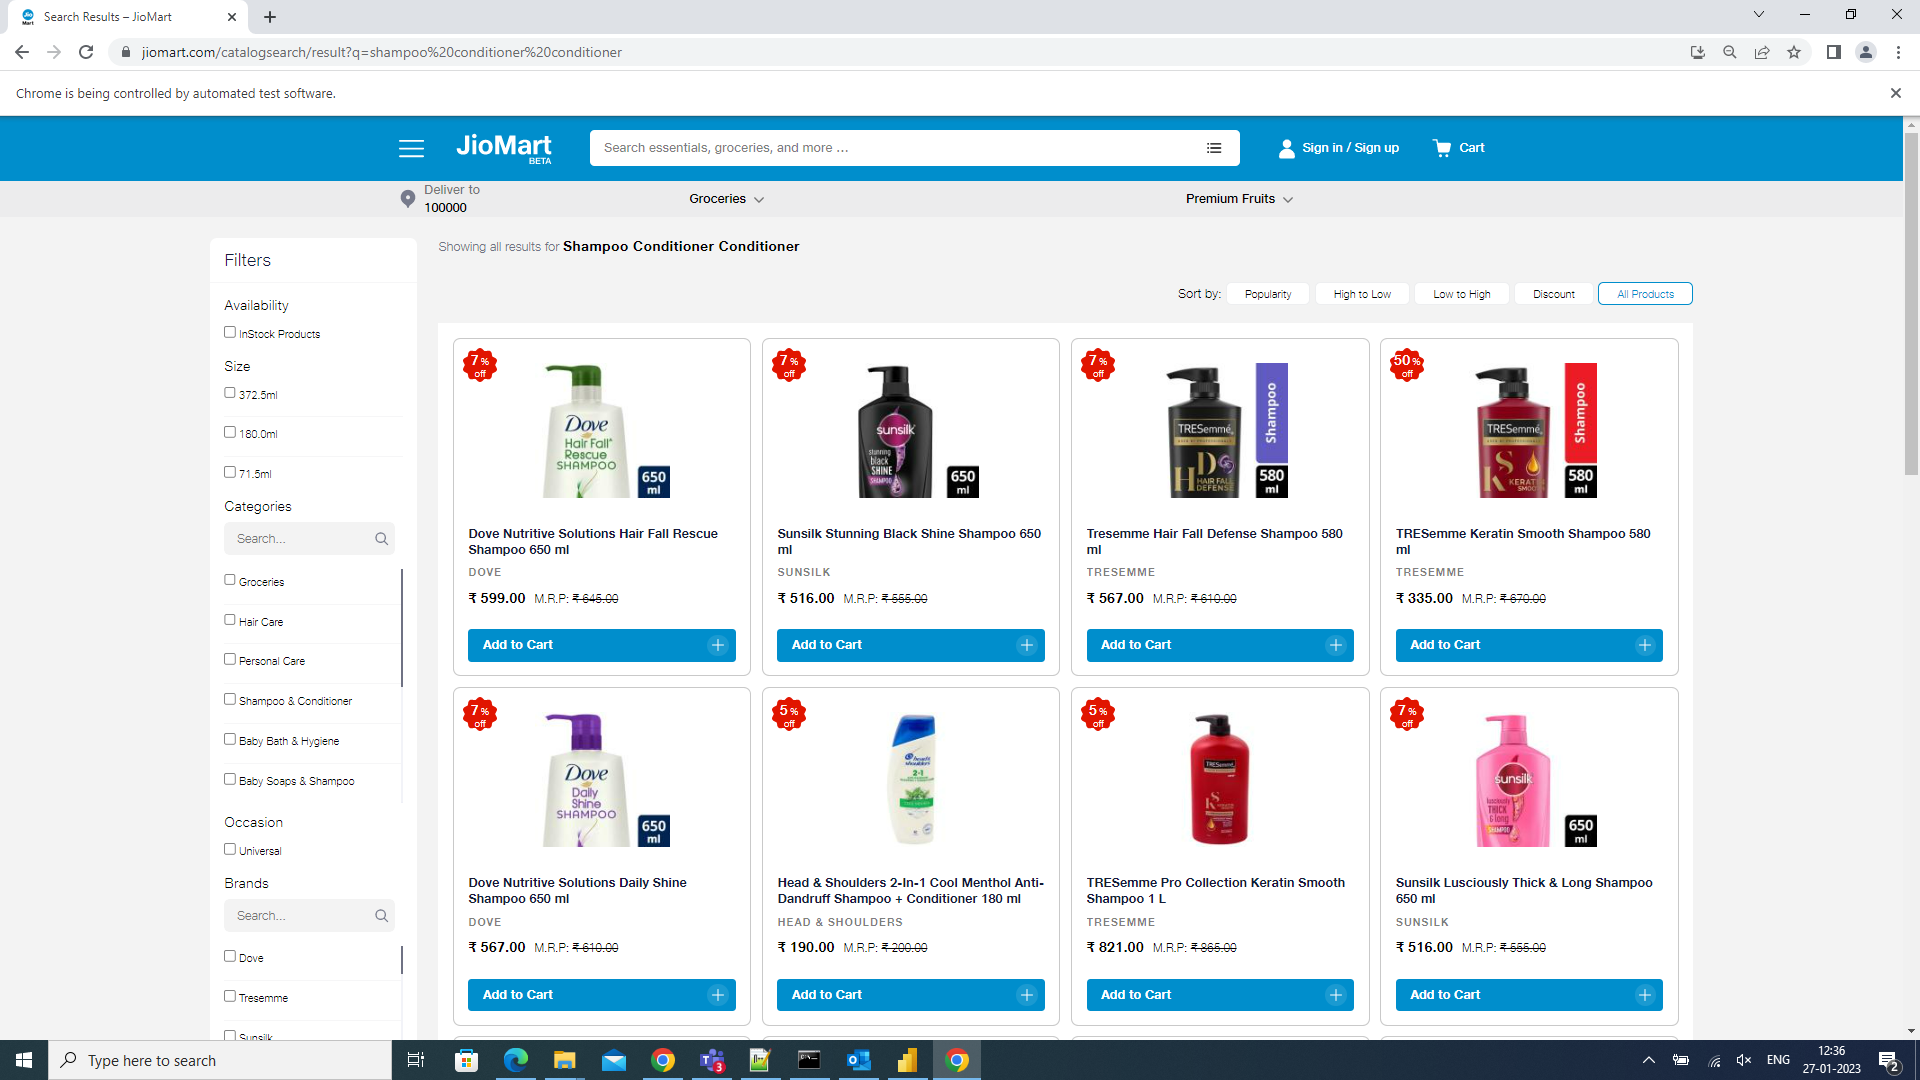 Search Results – JioMart
jiomart.com/catalogsearch/result?q=shampoo%20conditioner%20conditioner
Chrome is being controlled by automated test software.
JioMart
BETA
Search essentials, groceries, and more ...
Sign in / Sign up
Cart
Deliver to
100000
Groceries
Premium Fruits
Filters
Availability
InStock Products
Size
372.5ml
180.0ml
71.5ml
Categories
Search...
Groceries
Hair Care
Personal Care
Shampoo & Conditioner
Baby Bath & Hygiene
Baby Soaps & Shampoo
Occasion
Universal
Brands
Search...
Dove
Tresemme
Sunsilk
Showing all results for Shampoo Conditioner Conditioner
Sort by:
Popularity
High to Low
Low to High
Discount
All Products
7 %
off
Dove
Hair Fall
Rescue
SHAMPOO
650
ml
Dove Nutritive Solutions Hair Fall Rescue
Shampoo 650 ml
DOVE
₹ 599.00 M.R.P: ₹ 645.00
Add to Cart
7 %
off
sunsilk
stunning
black
SHINE
SHAMPOO
650
ml
Sunsilk Stunning Black Shine Shampoo 650
ml
SUNSILK
₹ 516.00 M.R.P: ₹ 555.00
Add to Cart
7 %
off
TRESemmé
HD
HAIR FALL
DEFENSE
Shampoo
580
ml
Tresemme Hair Fall Defense Shampoo 580
ml
TRESEMME
₹ 567.00 M.R.P: ₹ 610.00
Add to Cart
50 %
off
TRESemmé
KS
KERATIN
SMOOTH
Shampoo
580
ml
TRESemme Keratin Smooth Shampoo 580
ml
TRESEMME
₹ 335.00 M.R.P: ₹ 670.00
Add to Cart
7 %
off
Dove
Daily
Shine
SHAMPOO
650
ml
Dove Nutritive Solutions Daily Shine
Shampoo 650 ml
DOVE
₹ 567.00 M.R.P: ₹ 610.00
Add to Cart
5 %
off
head &
shoulders
2-1
Head & Shoulders 2-In-1 Cool Menthol Anti-
Dandruff Shampoo + Conditioner 180 ml
HEAD & SHOULDERS
₹ 190.00 M.R.P: ₹ 200.00
Add to Cart
5 %
off
TRESemmé
KS
TRESemme Pro Collection Keratin Smooth
Shampoo 1 L
TRESEMME
₹ 821.00 M.R.P: ₹ 865.00
Add to Cart
7 %
off
sunsilk
lusciously
THICK
& long
SHAMPOO
650
ml
Sunsilk Lusciously Thick & Long Shampoo
650 ml
SUNSILK
₹ 516.00 M.R.P: ₹ 555.00
Add to Cart
Type here to search
3
ENG
12:36
27-01-2023
2